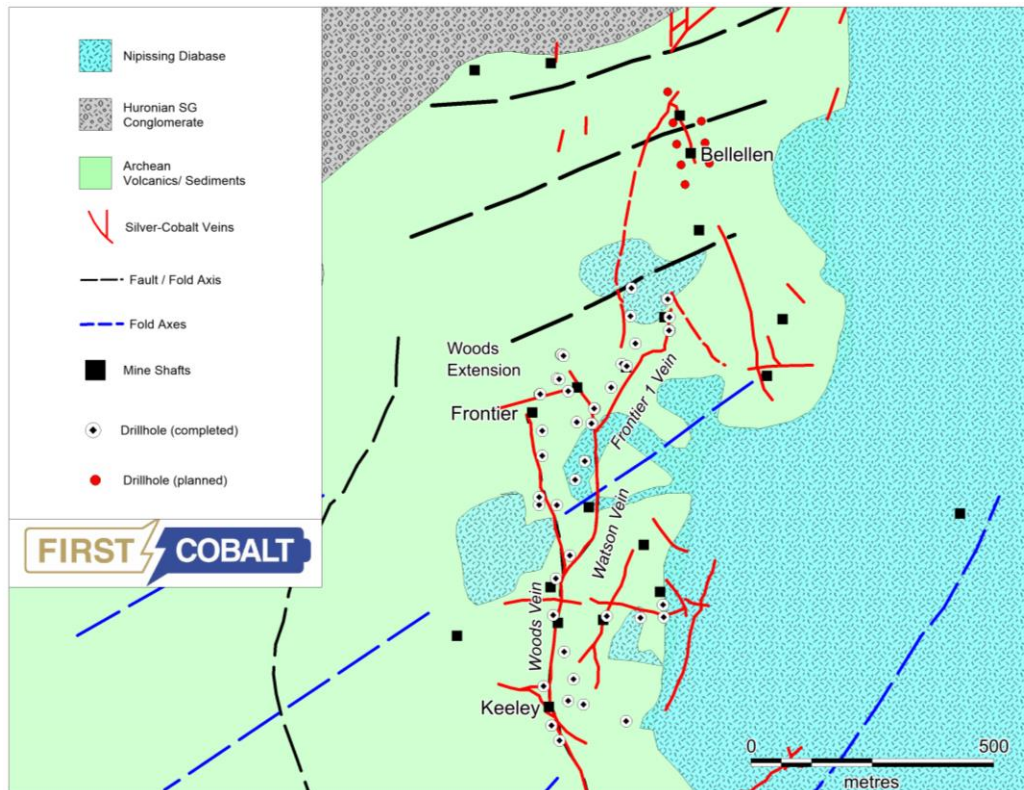 Nipissing Diabase
Huronian SG
Conglomerate
Archean
Volcanics/ Sediments
Silver-Cobalt Veins
Fault / Fold Axis
Fold Axes
Mine Shafts
Drillhole (completed)
Drillhole (planned)
FIRST COBALT
Bellellen
Woods
Extension
Frontier
Frontier 1 Vein
Watson Vein
Woods Vein
Keeley
0 500
metres